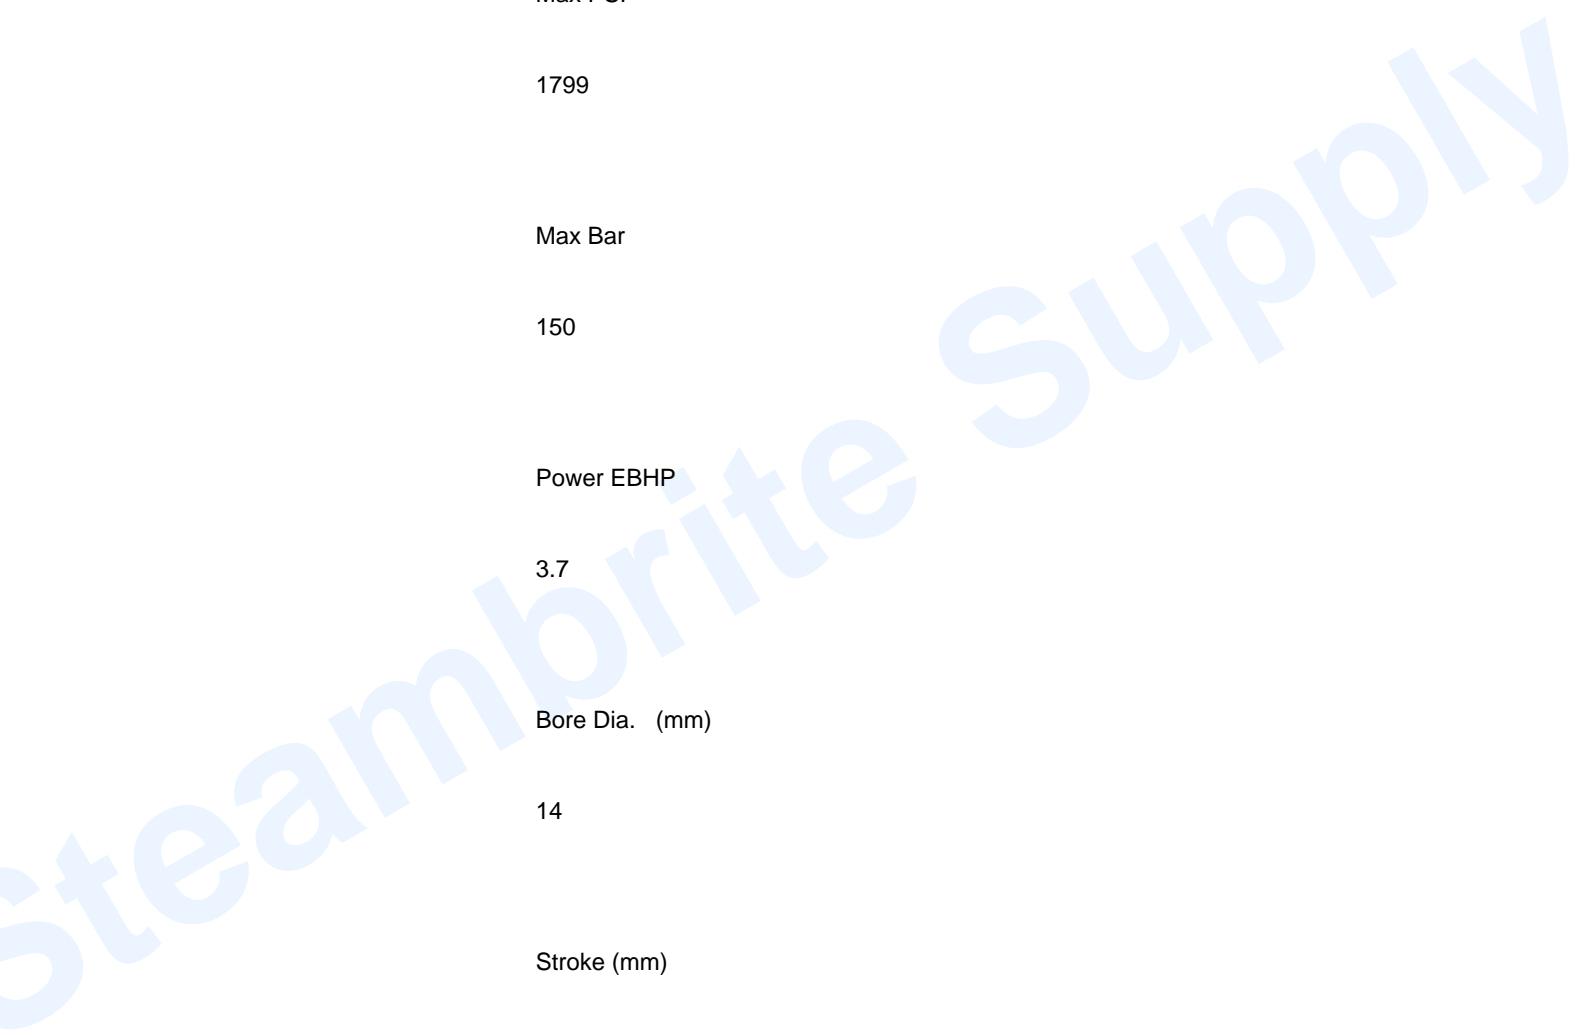 1799
Max Bar
150
Power EBHP
3.7
Bore Dia. (mm)
14
Stroke (mm)
Steambrite Supply